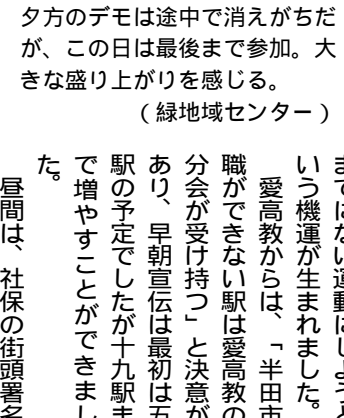 夕方のデモは途中で消えがちだ
が、この日は最後まで参加。大
きな盛り上がりを感じる。
(緑地域センター)
までにない運動にしようと
いう機運が生まれました。
愛高教からは、「半田市
職ができない駅は愛高教の
分会が受け持つ」と決意が
あり、早朝宣伝は最初は五
駅の予定でしたが十九駅ま
で増やすことができまし
た。
昼間は、社保の街頭署名